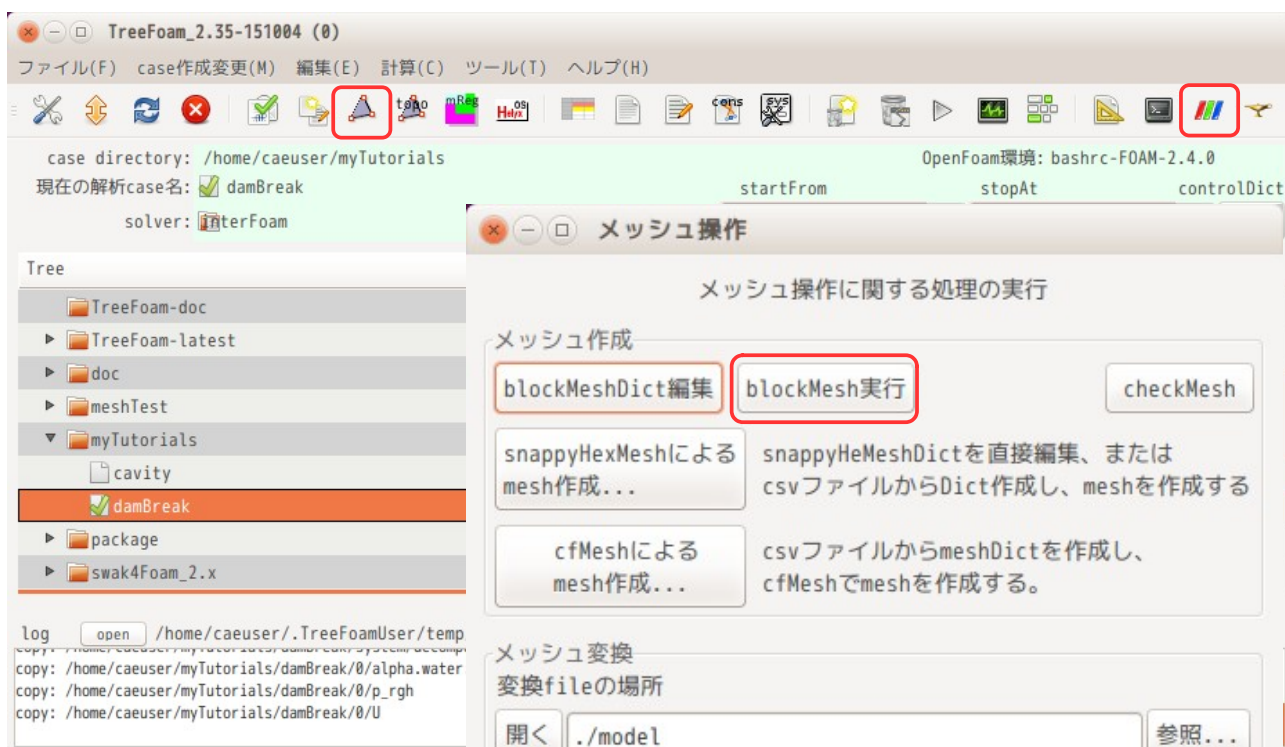 TreeFoam_2.35-151004 (0)
ファイル(F) case作成変更(M) 編集(E) 計算(C) ツール(T) ヘルプ(H)
topo mReg Helyx OS cons sys
case directory: /home/caeuser/myTutorials OpenFoam環境: bashrc-FOAM-2.4.0
現在の解析case名: damBreak startFrom stopAt controlDict
solver: interFoam
Tree
TreeFoam-doc
TreeFoam-latest
doc
meshTest
myTutorials
cavity
damBreak
package
swak4Foam_2.x
log open /home/caeuser/.TreeFoamUser/temp
copy: /home/caeuser/myTutorials/damBreak/system/decomp
copy: /home/caeuser/myTutorials/damBreak/0/alpha.water
copy: /home/caeuser/myTutorials/damBreak/0/p_rgh
copy: /home/caeuser/myTutorials/damBreak/0/U
メッシュ操作
メッシュ操作に関する処理の実行
メッシュ作成
blockMeshDict編集 blockMesh実行 checkMesh
snappyHexMeshによる
mesh作成...
snappyHeMeshDictを直接編集、または
csvファイルからDict作成し、meshを作成する
cfMeshによる
mesh作成...
csvファイルからmeshDictを作成し、
cfMeshでmeshを作成する。
メッシュ変換
変換fileの場所
開く ./model 参照...